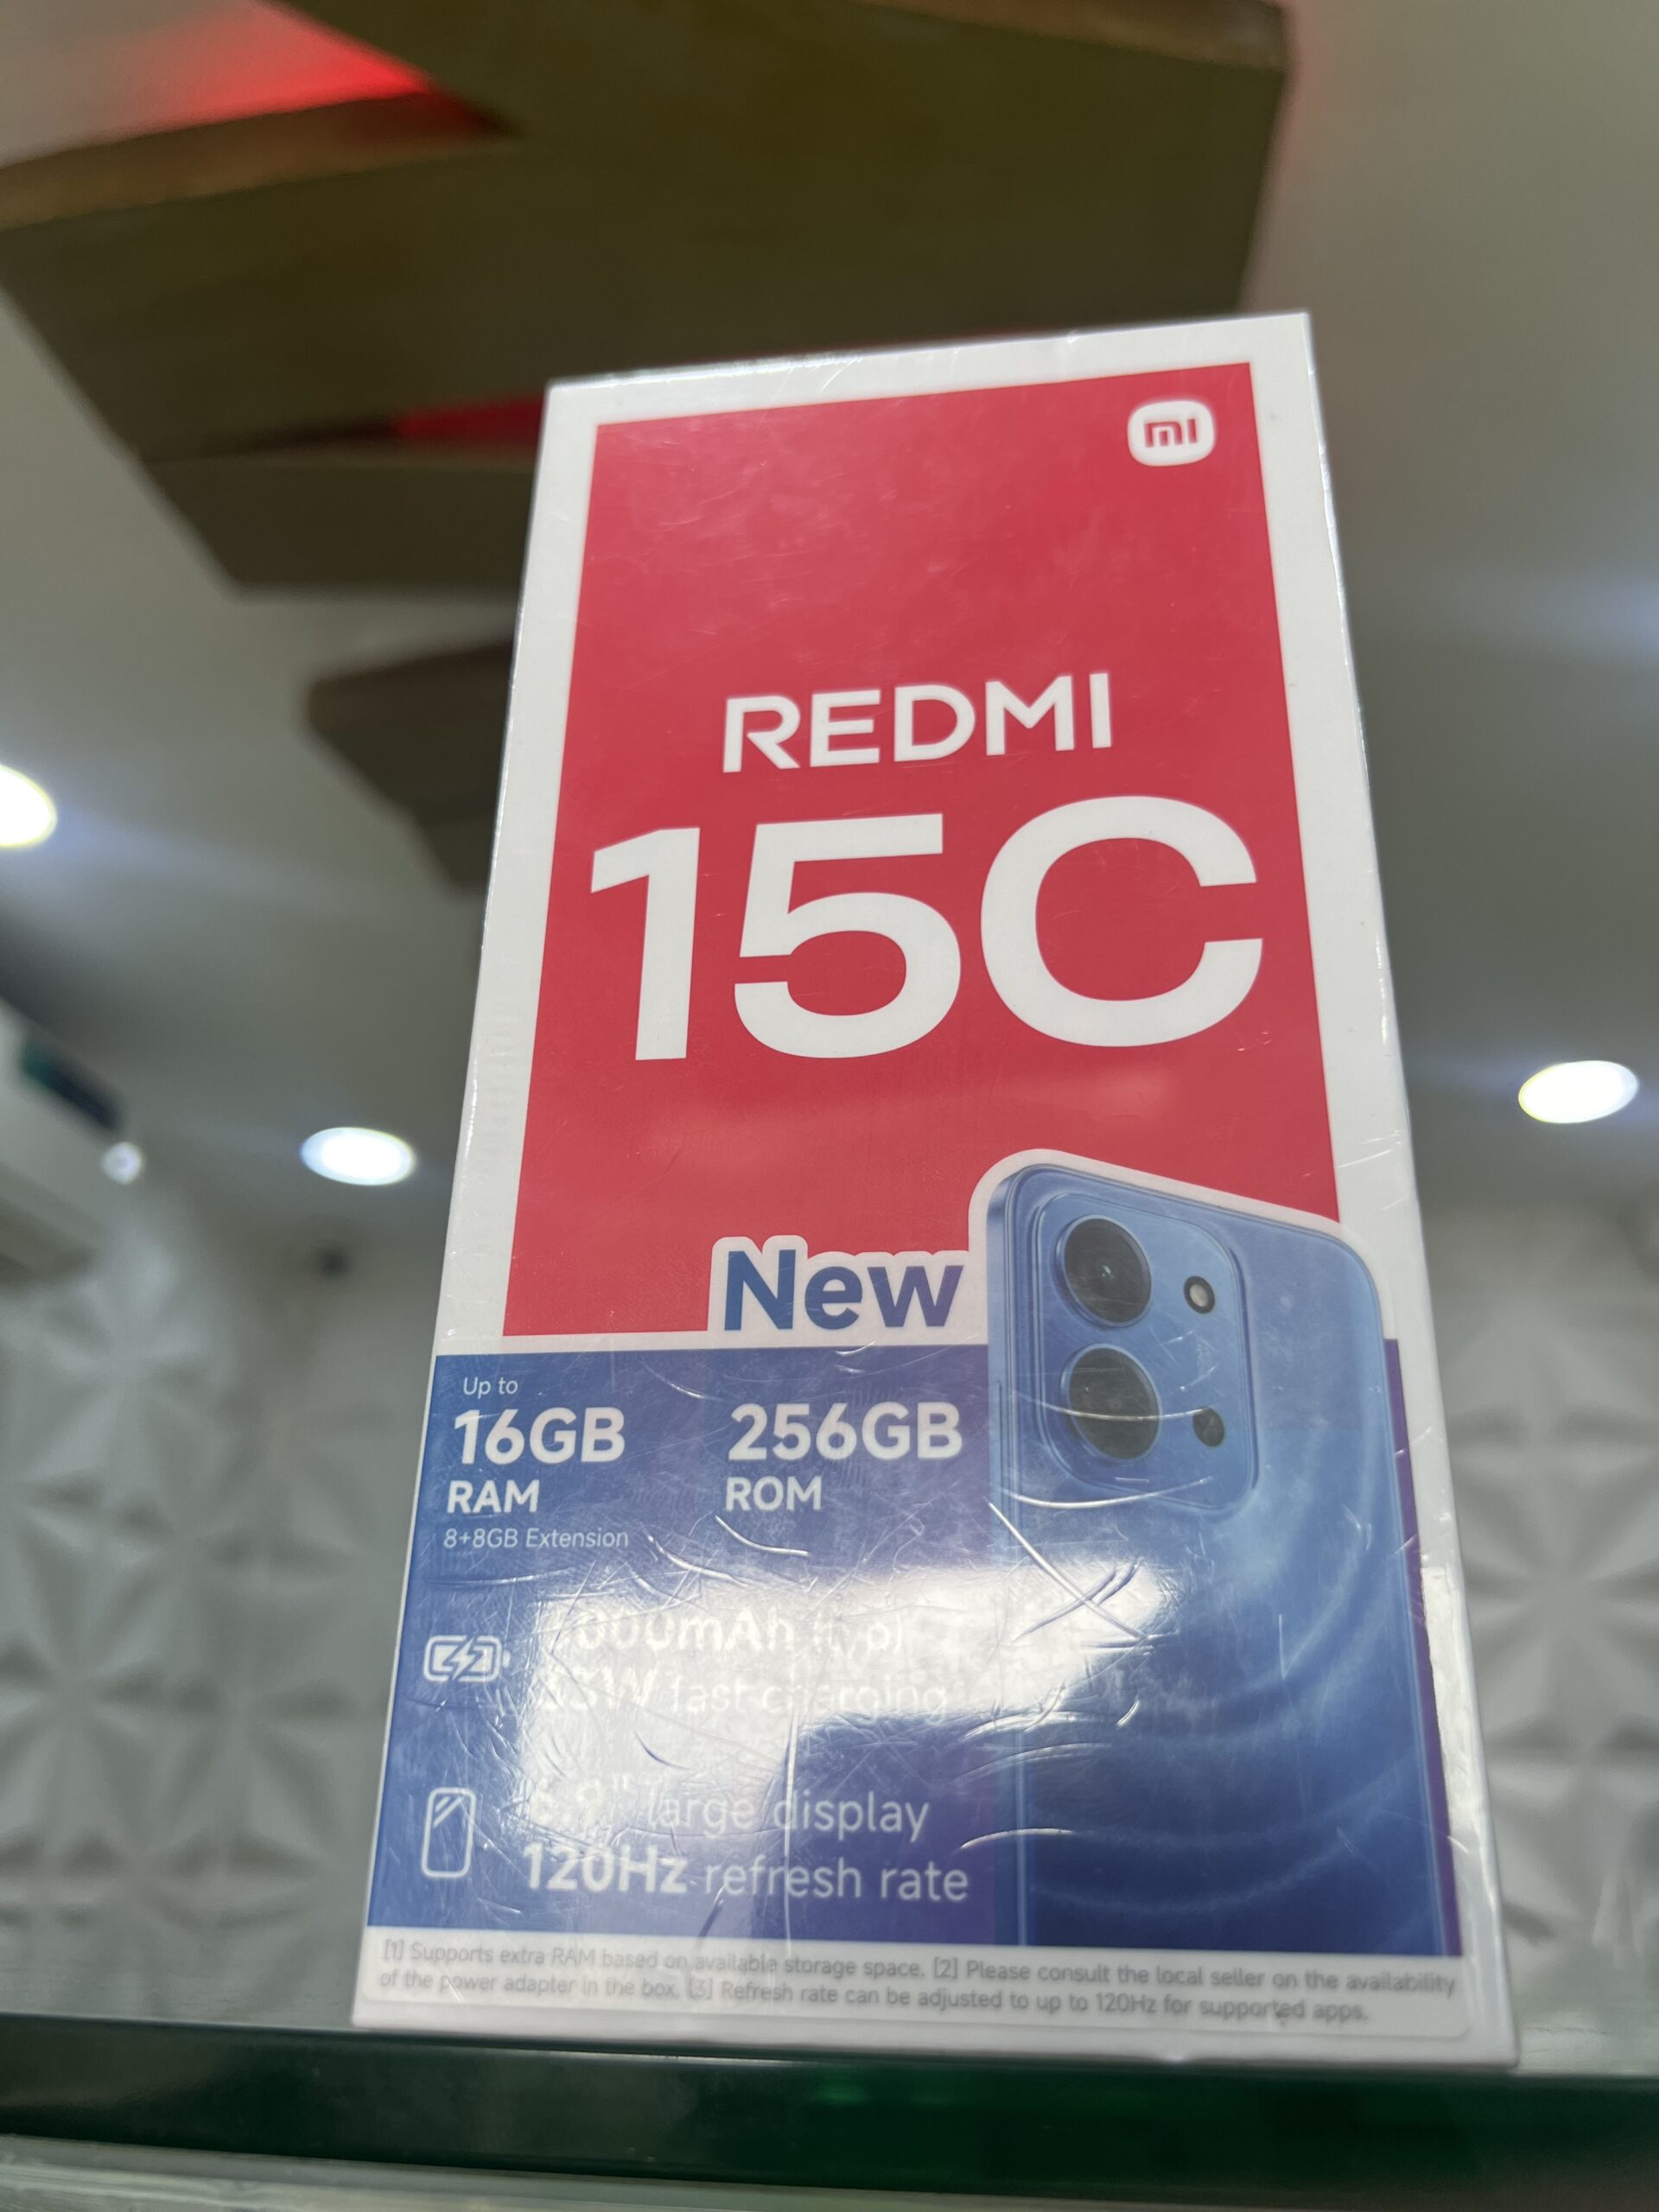 mi
REDMI
15C
New
Up to
16GB
RAM
8+8GB Extension
256GB
ROM
fast charging
large display
120Hz refresh rate
[1] Supports extra RAM based on available storage space. [2] Please consult the local seller on the availability
of the power adapter in the box. [3] Refresh rate can be adjusted to up to 120Hz for supported apps.